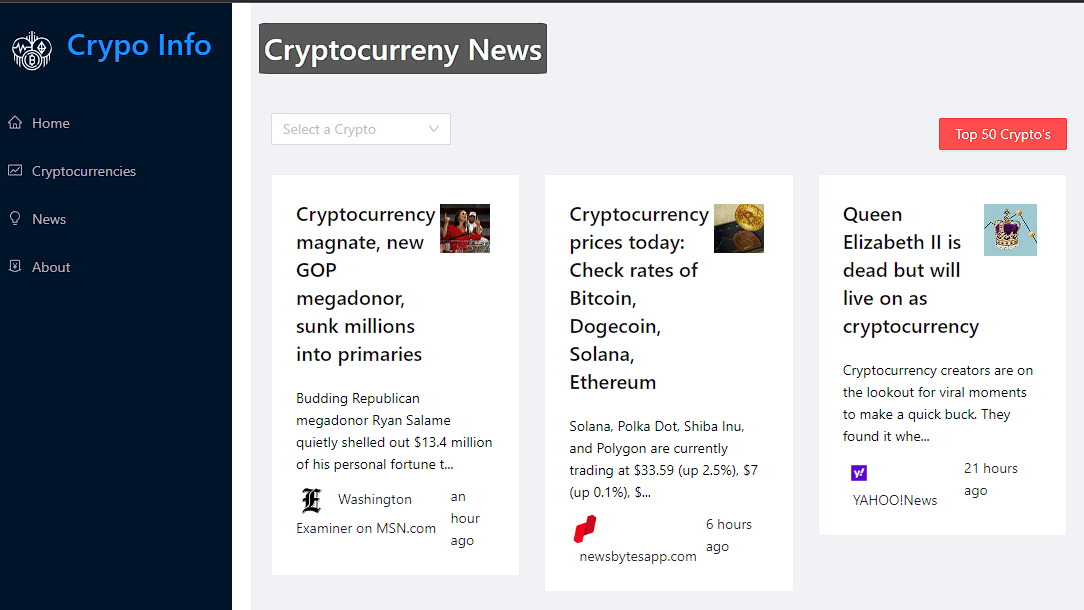 Crypo Info
Home
Cryptocurrencies
News
About
Cryptocurreny News
Select a Crypto
Top 50 Crypto's
Cryptocurrency
magnate, new
GOP
megadonor,
sunk millions
into primaries
Budding Republican
megadonor Ryan Salame
quietly shelled out $13.4 million
of his personal fortune t...
Washington
Examiner on MSN.com
an
hour
ago
Cryptocurrency
prices today:
Check rates of
Bitcoin,
Dogecoin,
Solana,
Ethereum
Solana, Polka Dot, Shiba Inu,
and Polygon are currently
trading at $33.59 (up 2.5%), $7
(up 0.1%), $...
newsbytesapp.com
6 hours
ago
Queen
Elizabeth II is
dead but will
live on as
cryptocurrency
Cryptocurrency creators are on
the lookout for viral moments
to make a quick buck. They
found it whe...
y!
YAHOO!News
21 hours
ago